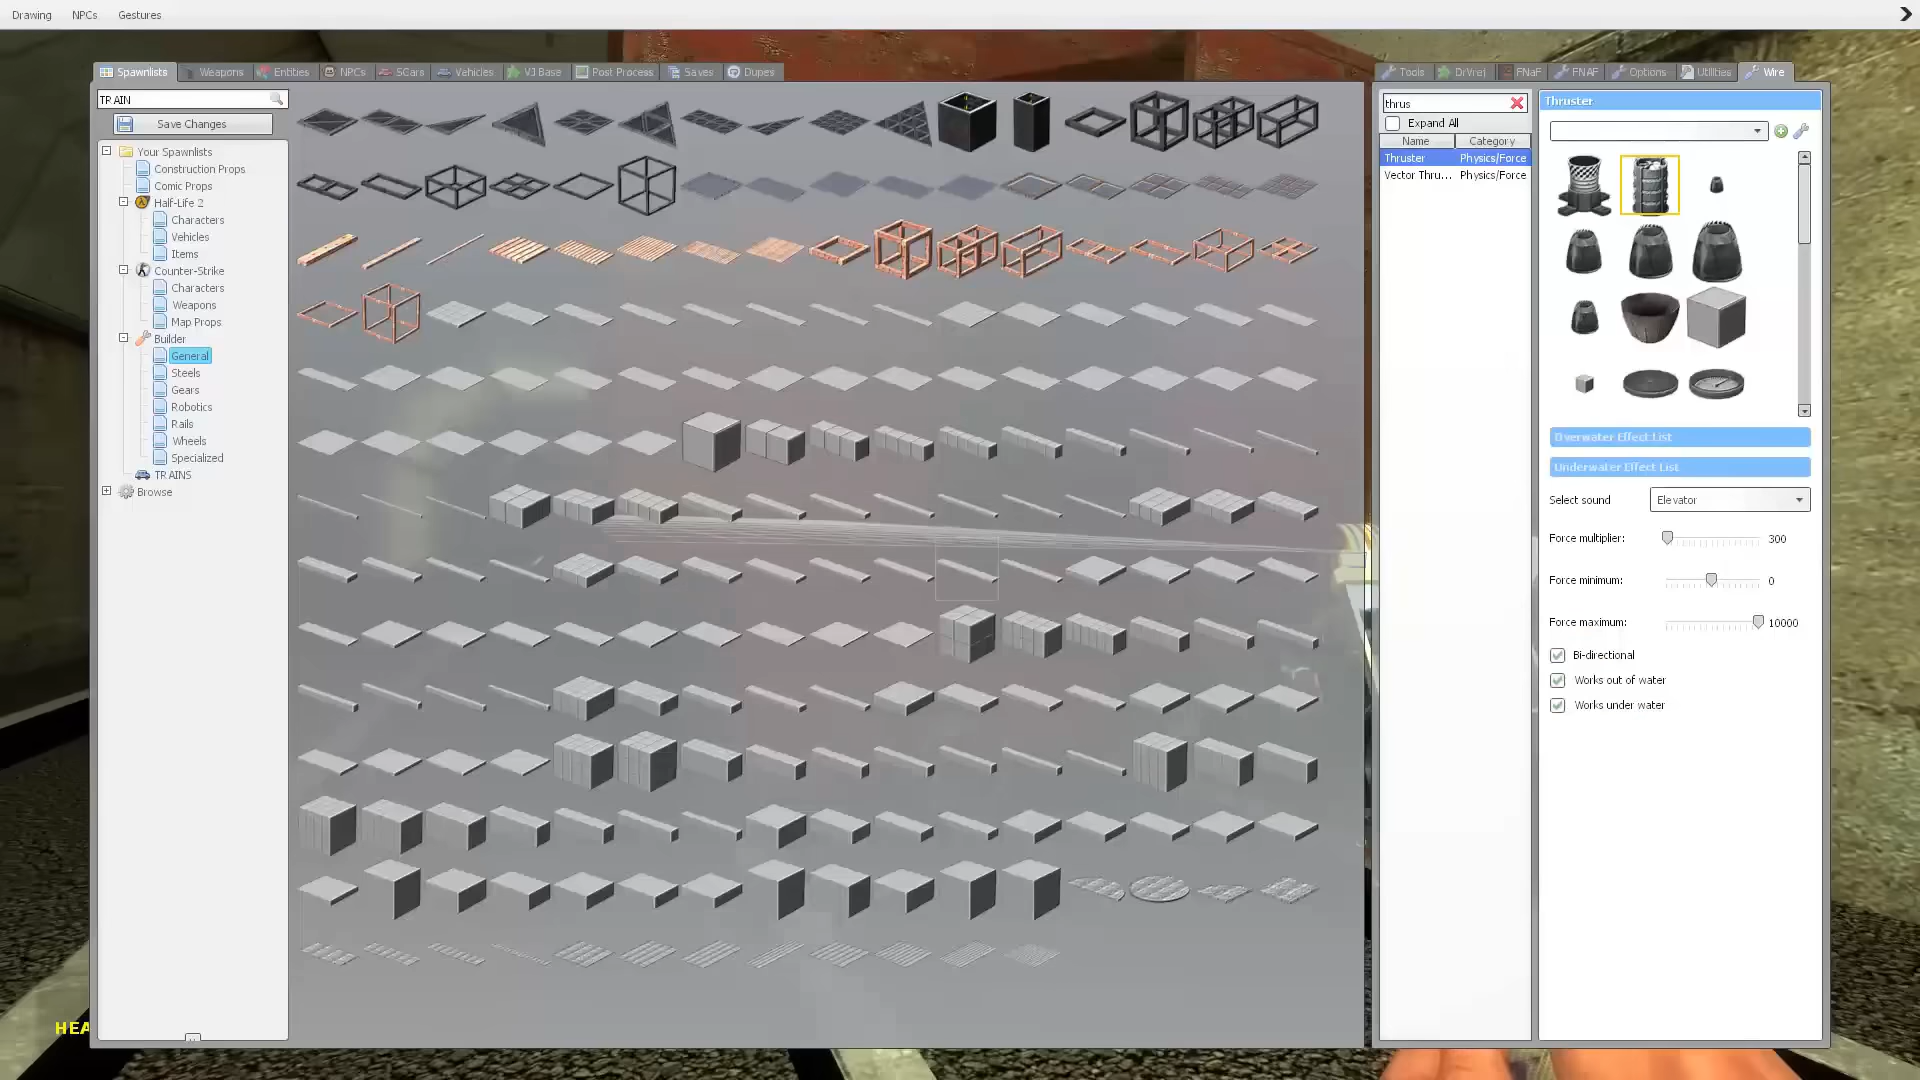 Drawing NPCs Gestures
Spawnlists Weapons Entities NPCs SCars Vehicles VJ Base Post Process Saves Dupes
Tools DrVrej FNaF FNAF Options Utilities Wire
TRAIN
Save Changes
Your Spawnlists
Construction Props
Comic Props
Half-Life 2
Characters
Vehicles
Items
Counter-Strike
Characters
Weapons
Map Props
Builder
General
Steels
Gears
Robotics
Rails
Wheels
Specialized
TRAINS
Browse
HEA
thrus
Expand All
Name Category
Thruster Physics/Force
Vector Thru... Physics/Force
Thruster
Overwater Effect List
Underwater Effect List
Select sound Elevator
Force multiplier: 300
Force minimum: 0
Force maximum: 10000
Bi-directional
Works out of water
Works under water